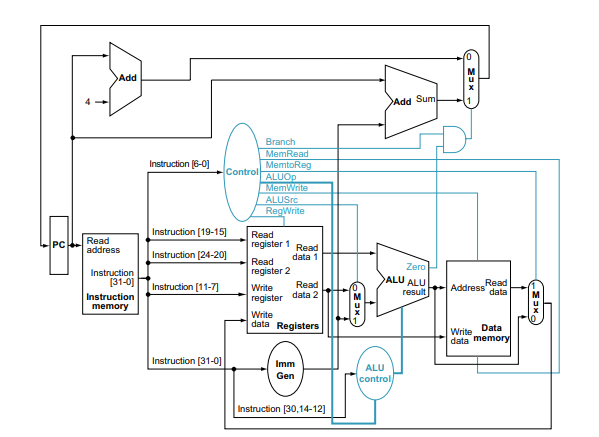 Add
4
Add Sum
0
M
u
x
1
Branch
MemRead
MemtoReg
ALUOp
MemWrite
ALUSrc
RegWrite
Control
Instruction [6-0]
Instruction [19-15]
Instruction [24-20]
Instruction [11-7]
Instruction [31-0]
Instruction [30,14-12]
PC
Read
address
Instruction
[31-0]
Instruction
memory
Read
register 1
Read
register 2
Write
register
Write
data
Read
data 1
Read
data 2
Registers
0
M
u
x
1
Zero
ALU ALU
result
Address
Read
data
Write
data
Data
memory
1
M
u
x
0
Imm
Gen
ALU
control